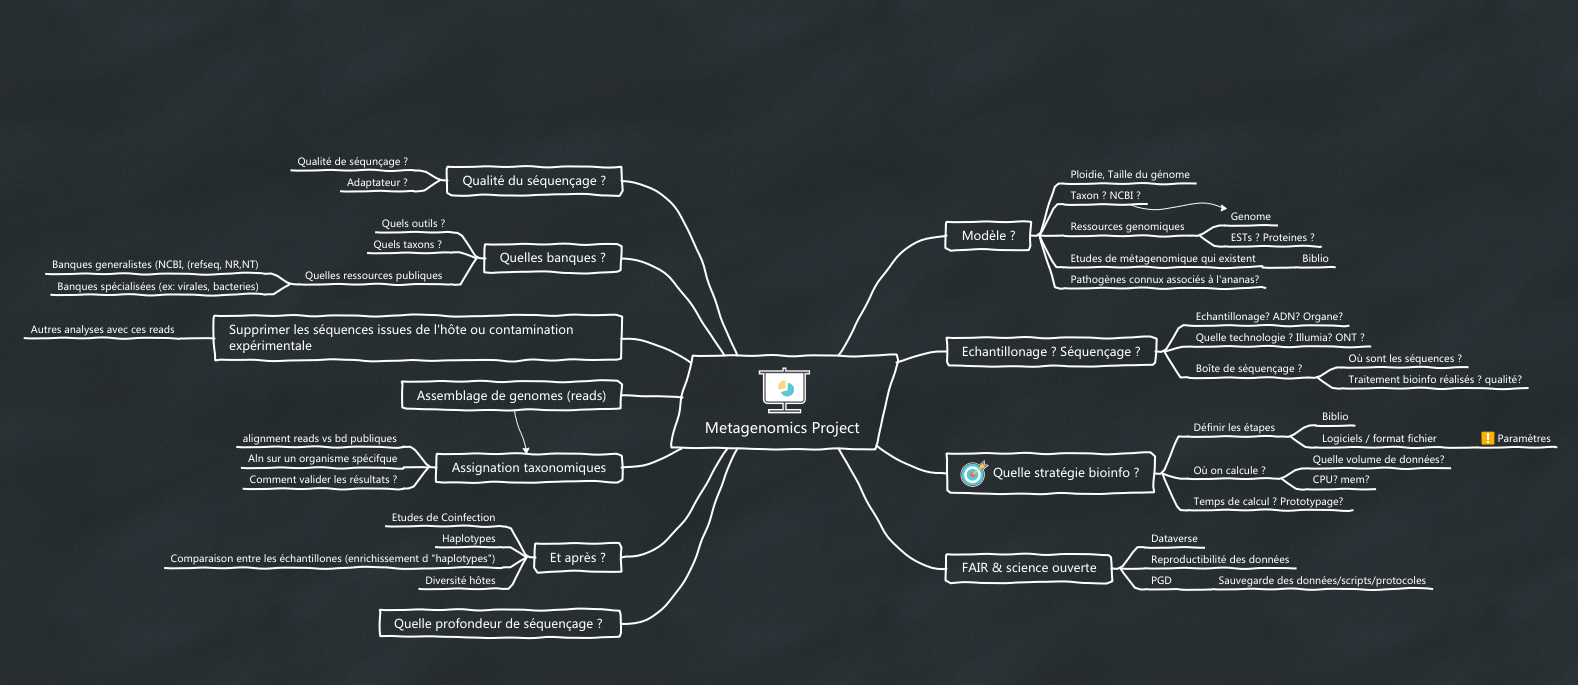 Metagenomics Project
Qualité du séquençage ?
Qualité de séqunçage ?
Adaptateur ?
Quelles banques ?
Quels outils ?
Quels taxons ?
Quelles ressources publiques
Banques generalistes (NCBI, (refseq, NR,NT)
Banques spécialisées (ex: virales, bacteries)
Supprimer les séquences issues de l'hôte ou contamination
expérimentale
Autres analyses avec ces reads
Assemblage de genomes (reads)
Assignation taxonomiques
alignment reads vs bd publiques
Aln sur un organisme spécifqe
Comment valider les résultats ?
Et après ?
Etudes de Coinfection
Haplotypes
Comparaison entre les échantillones (enrichissement d "haplotypes")
Diversité hôtes
Quelle profondeur de séquençage ?
Modèle ?
Ploidie, Taille du génome
Taxon ? NCBI ?
Ressources genomiques
Genome
ESTs ? Proteines ?
Etudes de métagenomique qui existent
Biblio
Pathogènes connux associés à l'ananas?
Echantillonage ? Séquençage ?
Echantillonage? ADN? Organe?
Quelle technologie ? Illumia? ONT ?
Boîte de séquençage ?
Où sont les séquences ?
Traitement bioinfo réalisés ? qualité?
Quelle stratégie bioinfo ?
Définir les étapes
Biblio
Logiciels / format fichier
Paramètres
Où on calcule ?
Quelle volume de données?
CPU? mem?
Temps de calcul ? Prototypage?
FAIR & science ouverte
Dataverse
Reproductibilité des données
PGD
Sauvegarde des données/scripts/protocoles